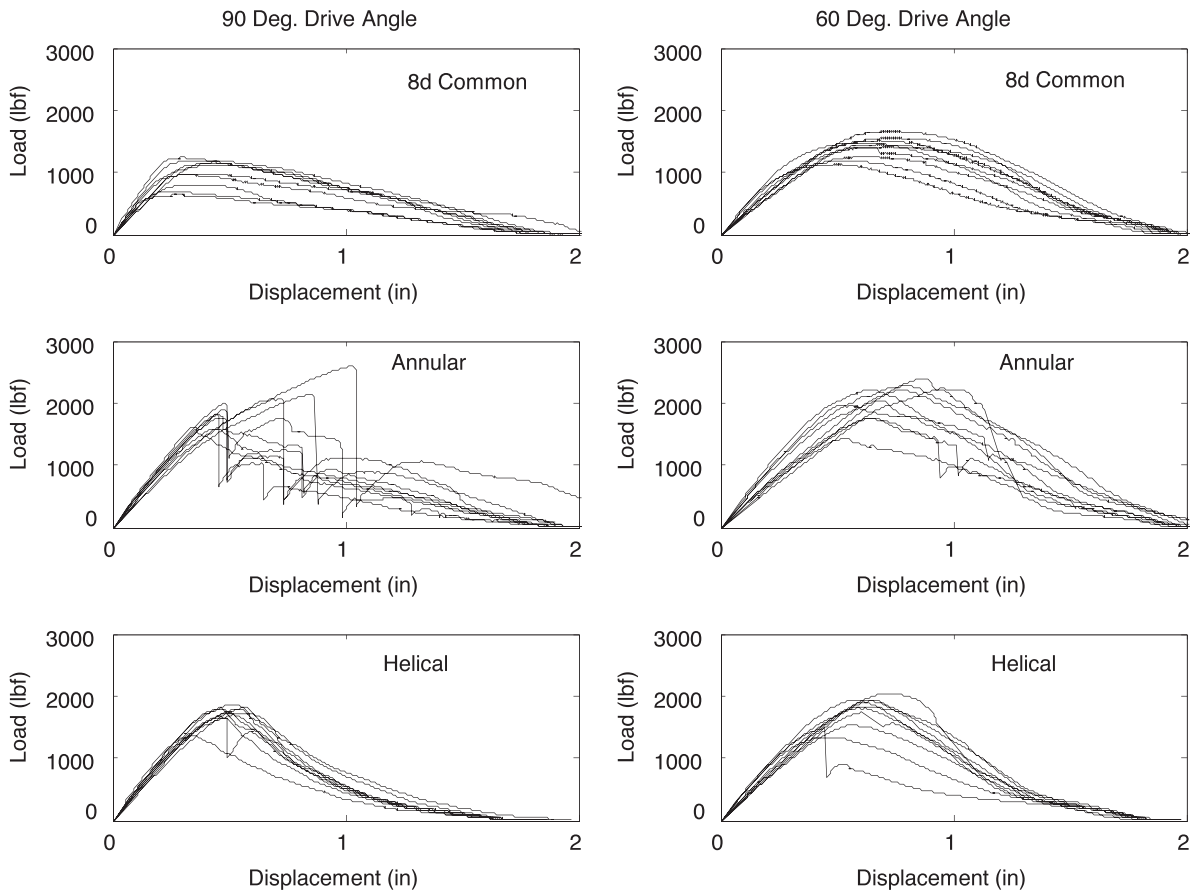 90 Deg. Drive Angle
60 Deg. Drive Angle
3000
2000
1000
0
Load (lbf)
8d Common
0
1
2
Displacement (in)
3000
2000
1000
0
Load (lbf)
8d Common
0
1
2
Displacement (in)
3000
2000
1000
0
Load (lbf)
Annular
0
1
2
Displacement (in)
3000
2000
1000
0
Load (lbf)
Annular
0
1
2
Displacement (in)
3000
2000
1000
0
Load (lbf)
Helical
0
1
2
Displacement (in)
3000
2000
1000
0
Load (lbf)
Helical
0
1
2
Displacement (in)